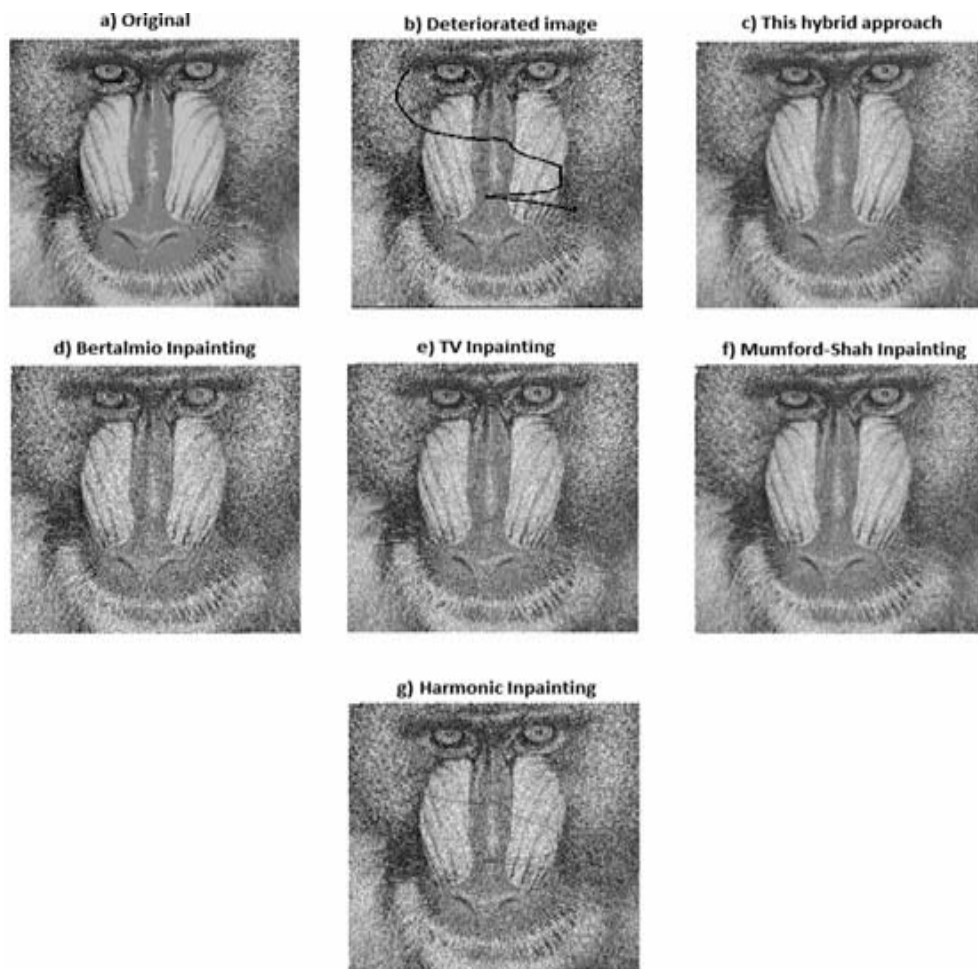 a) Original
b) Deteriorated image
c) This hybrid approach
d) Bertalmio Inpainting
e) TV Inpainting
f) Mumford-Shah Inpainting
g) Harmonic Inpainting